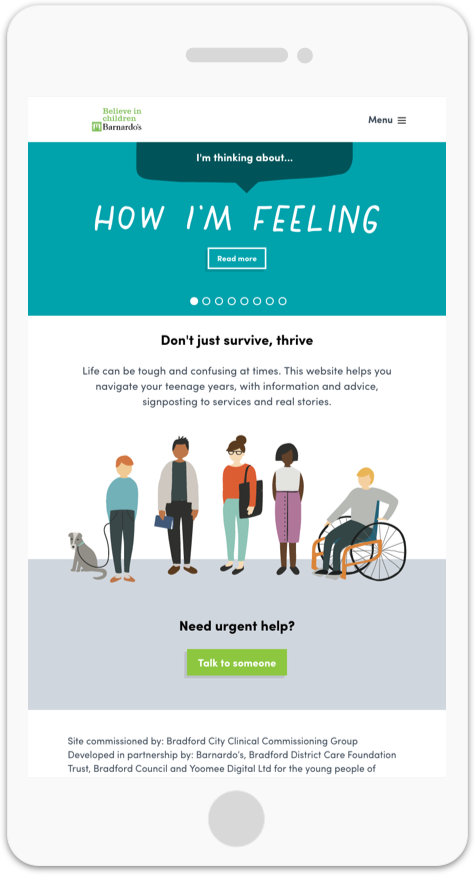 Believe in
children
Barnardo's
Menu
I'm thinking about...
HOW I'M FEELING
Read more
Don't just survive, thrive
Life can be tough and confusing at times. This website helps you
navigate your teenage years, with information and advice,
signposting to services and real stories.
Need urgent help?
Talk to someone
Site commissioned by: Bradford City Clinical Commissioning Group
Developed in partnership by: Barnardo's, Bradford District Care Foundation
Trust, Bradford Council and Yoomee Digital Ltd for the young people of